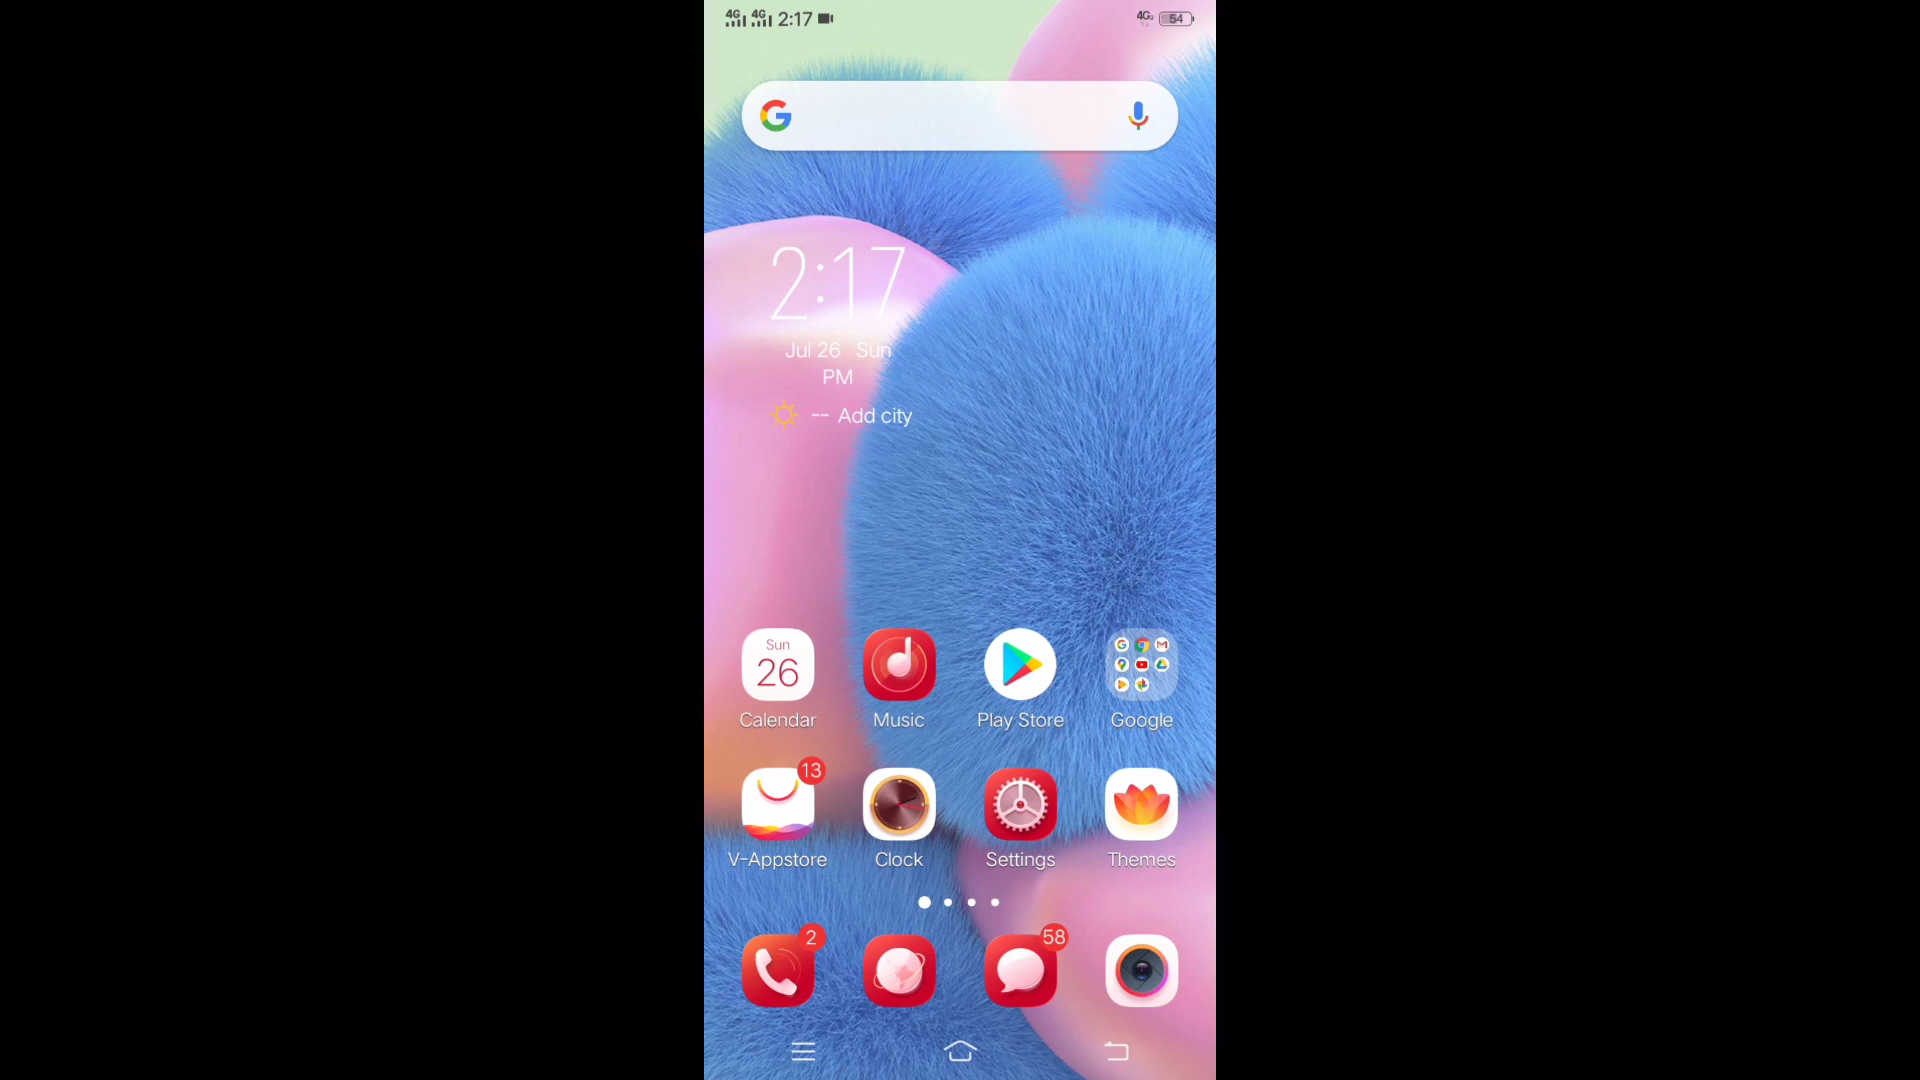 4G 4G 2:17 4G2 54
2:17
Jul 26 Sun
PM
-- Add city
Sun
26
Calendar Music Play Store Google
13
V-Appstore Clock Settings Themes
2 58